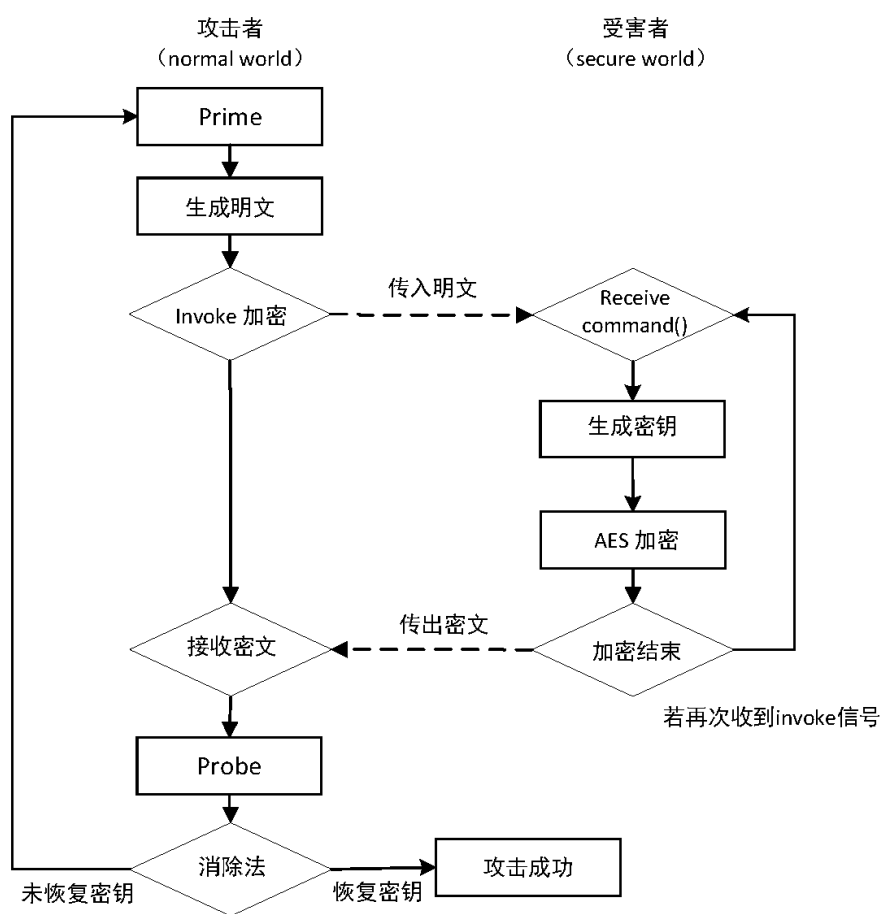 攻击者
（normal world）
受害者
（secure world）
Prime
生成明文
Invoke 加密
传入明文
Receive
command()
生成密钥
AES 加密
接收密文
传出密文
加密结束
若再次收到invoke信号
Probe
消除法
未恢复密钥
恢复密钥
攻击成功